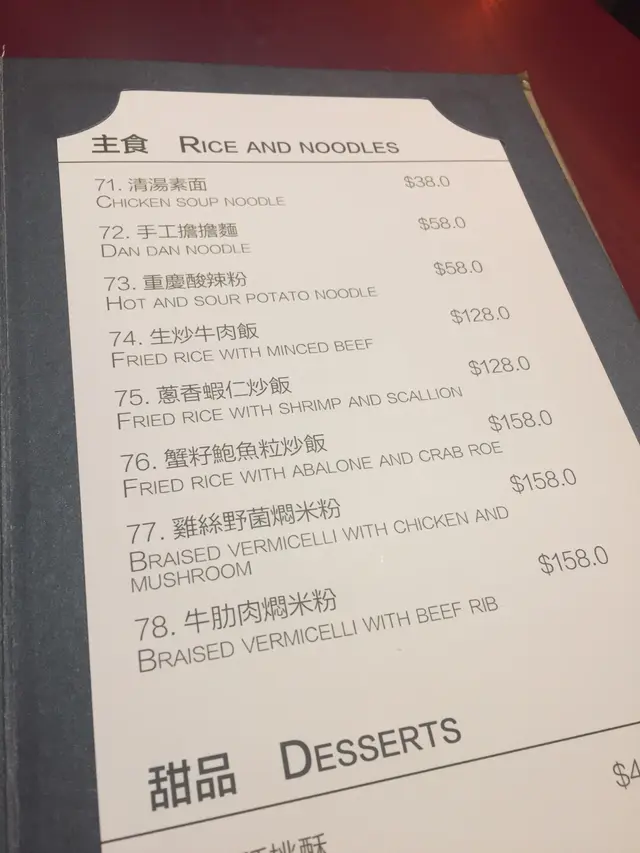 主食 RICE AND NOODLES
71. 清湯素面 $38.0
CHICKEN SOUP NOODLE
72. 手工擔擔麵 $58.0
DAN DAN NOODLE
73. 重慶酸辣粉 $58.0
HOT AND SOUR POTATO NOODLE
74. 生炒牛肉飯 $128.0
FRIED RICE WITH MINCED BEEF
75. 蔥香蝦仁炒飯 $128.0
FRIED RICE WITH SHRIMP AND SCALLION
76. 蟹籽鮑魚粒炒飯 $158.0
FRIED RICE WITH ABALONE AND CRAB ROE
77. 雞絲野菌燜米粉 $158.0
BRAISED VERMICELLI WITH CHICKEN AND
MUSHROOM
78. 牛肋肉燜米粉 $158.0
BRAISED VERMICELLI WITH BEEF RIB
甜品 DESSERTS